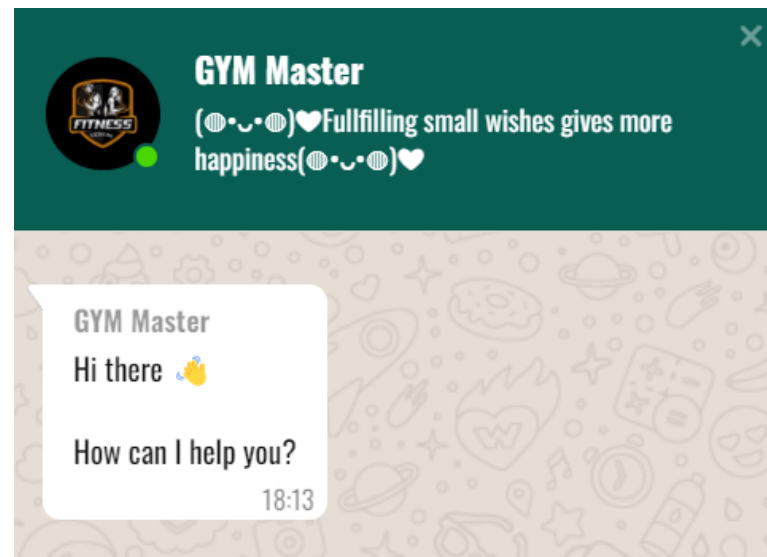 GYM Master
(◍•ᴗ•◍)❤Fullfilling small wishes gives more
happiness(◍•ᴗ•◍)❤
FITNESS
GYM Master
Hi there 👋
How can I help you?
18:13